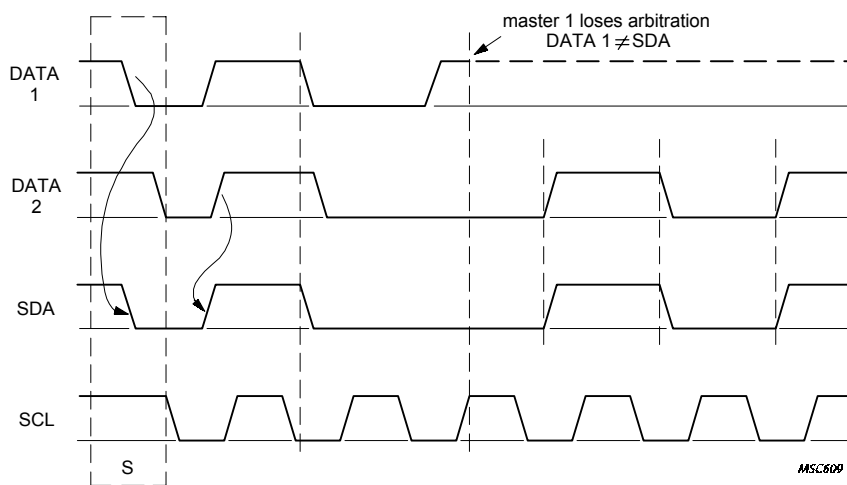 master 1 loses arbitration
DATA 1 ≠ SDA
DATA
1
DATA
2
SDA
SCL
S
MSC609